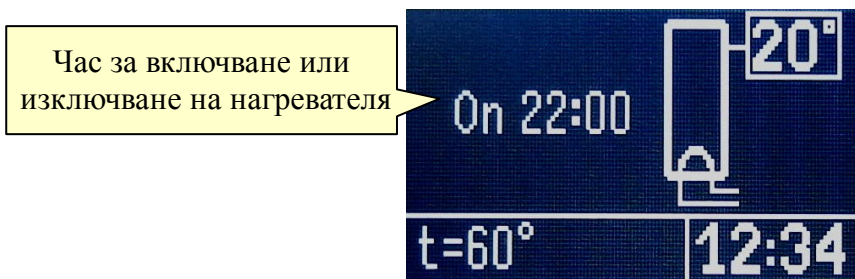 Час за включване или
изключване на нагревателя
20°
On 22:00
t=60°
12:34